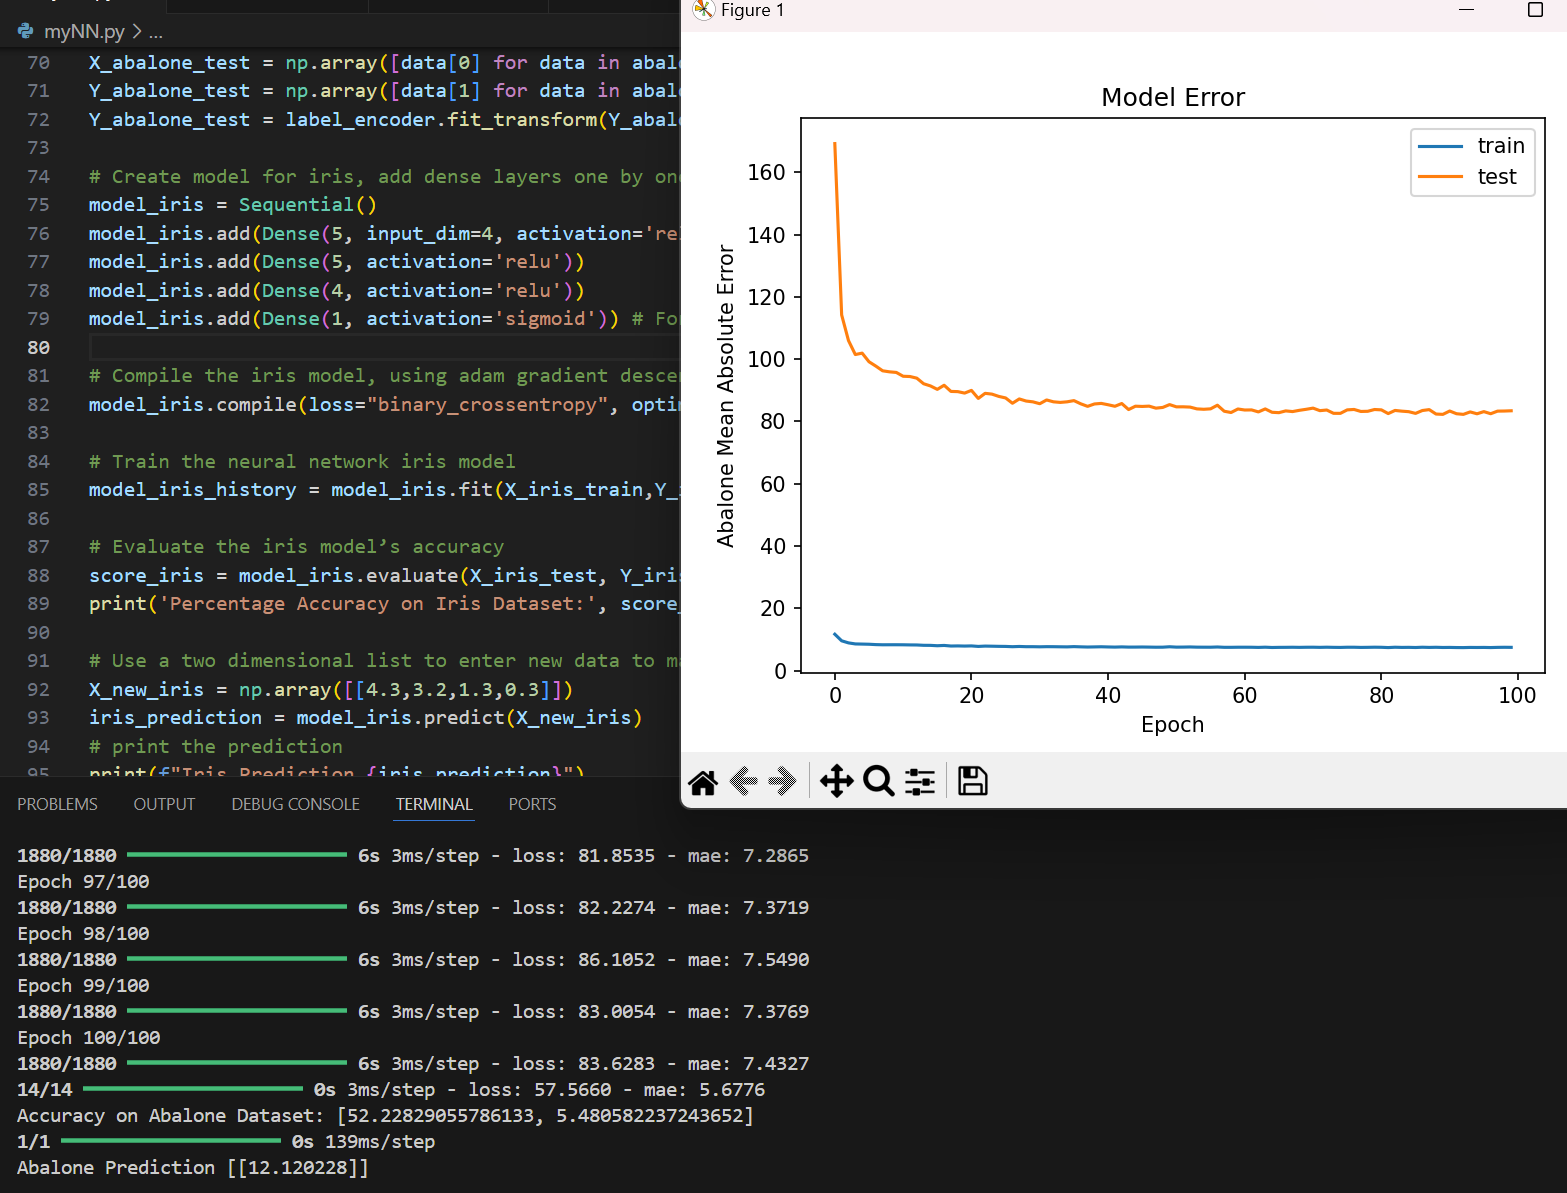 myNN.py > ...
70 X_abalone_test = np.array([data[0] for data in abal
71 Y_abalone_test = np.array([data[1] for data in abal
72 Y_abalone_test = label_encoder.fit_transform(Y_abal
73
74 # Create model for iris, add dense layers one by on
75 model_iris = Sequential()
76 model_iris.add(Dense(5, input_dim=4, activation='re
77 model_iris.add(Dense(5, activation='relu'))
78 model_iris.add(Dense(4, activation='relu'))
79 model_iris.add(Dense(1, activation='sigmoid')) # Fo
80
81 # Compile the iris model, using adam gradient desce
82 model_iris.compile(loss="binary_crossentropy", opti
83
84 # Train the neural network iris model
85 model_iris_history = model_iris.fit(X_iris_train,Y_
86
87 # Evaluate the iris model’s accuracy
88 score_iris = model_iris.evaluate(X_iris_test, Y_iri
89 print('Percentage Accuracy on Iris Dataset:', score_
90
91 # Use a two dimensional list to enter new data to m
92 X_new_iris = np.array([[4.3,3.2,1.3,0.3]])
93 iris_prediction = model_iris.predict(X_new_iris)
94 # print the prediction
95 print(f"Iris Prediction {iris_prediction}")
Figure 1
Model Error
train
test
Abalone Mean Absolute Error
160
140
120
100
80
60
40
20
0
0 20 40 60 80 100
Epoch
PROBLEMS OUTPUT DEBUG CONSOLE TERMINAL PORTS
1880/1880 6s 3ms/step - loss: 81.8535 - mae: 7.2865
Epoch 97/100
1880/1880 6s 3ms/step - loss: 82.2274 - mae: 7.3719
Epoch 98/100
1880/1880 6s 3ms/step - loss: 86.1052 - mae: 7.5490
Epoch 99/100
1880/1880 6s 3ms/step - loss: 83.0054 - mae: 7.3769
Epoch 100/100
1880/1880 6s 3ms/step - loss: 83.6283 - mae: 7.4327
14/14 0s 3ms/step - loss: 57.5660 - mae: 5.6776
Accuracy on Abalone Dataset: [52.22829055786133, 5.480582237243652]
1/1 0s 139ms/step
Abalone Prediction [[12.120228]]